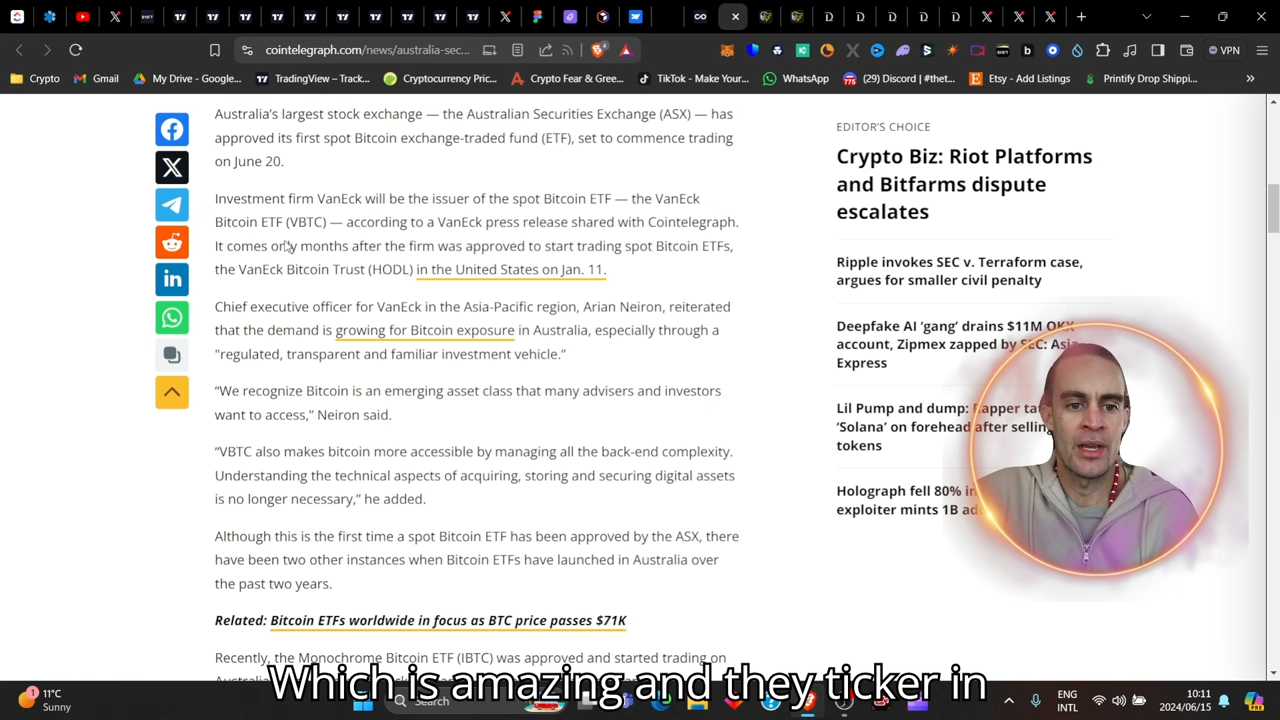 cointelegraph.com/news/australia-sec...
VPN
Crypto
Gmail
My Drive - Google...
TradingView – Track...
Cryptocurrency Pric...
Crypto Fear & Gree...
TikTok - Make Your...
WhatsApp
(29) Discord | #thet...
Etsy - Add Listings
Printify Drop Shippi...
Australia's largest stock exchange — the Australian Securities Exchange (ASX) — has
approved its first spot Bitcoin exchange-traded fund (ETF), set to commence trading
on June 20.
Investment firm VanEck will be the issuer of the spot Bitcoin ETF — the VanEck
Bitcoin ETF (VBTC) — according to a VanEck press release shared with Cointelegraph.
It comes only months after the firm was approved to start trading spot Bitcoin ETFs,
the VanEck Bitcoin Trust (HODL) in the United States on Jan. 11.
Chief executive officer for VanEck in the Asia-Pacific region, Arian Neiron, reiterated
that the demand is growing for Bitcoin exposure in Australia, especially through a
"regulated, transparent and familiar investment vehicle."
"We recognize Bitcoin is an emerging asset class that many advisers and investors
want to access," Neiron said.
"VBTC also makes bitcoin more accessible by managing all the back-end complexity.
Understanding the technical aspects of acquiring, storing and securing digital assets
is no longer necessary," he added.
Although this is the first time a spot Bitcoin ETF has been approved by the ASX, there
have been two other instances when Bitcoin ETFs have launched in Australia over
the past two years.
Related: Bitcoin ETFs worldwide in focus as BTC price passes $71K
Recently, the Monochrome Bitcoin ETF (IBTC) was approved and started trading on
EDITOR'S CHOICE
Crypto Biz: Riot Platforms
and Bitfarms dispute
escalates
Ripple invokes SEC v. Terraform case,
argues for smaller civil penalty
Deepfake AI 'gang' drains $11M OKX
account, Zipmex zapped by SEC: Asia
Express
Lil Pump and dump: Rapper
'Solana' on forehead after selling
tokens
Holograph fell 80%
exploiter mints 1B
Which is amazing and they ticker in
11°C
Sunny
Search
ENG
INTL
10:11
2024/06/15